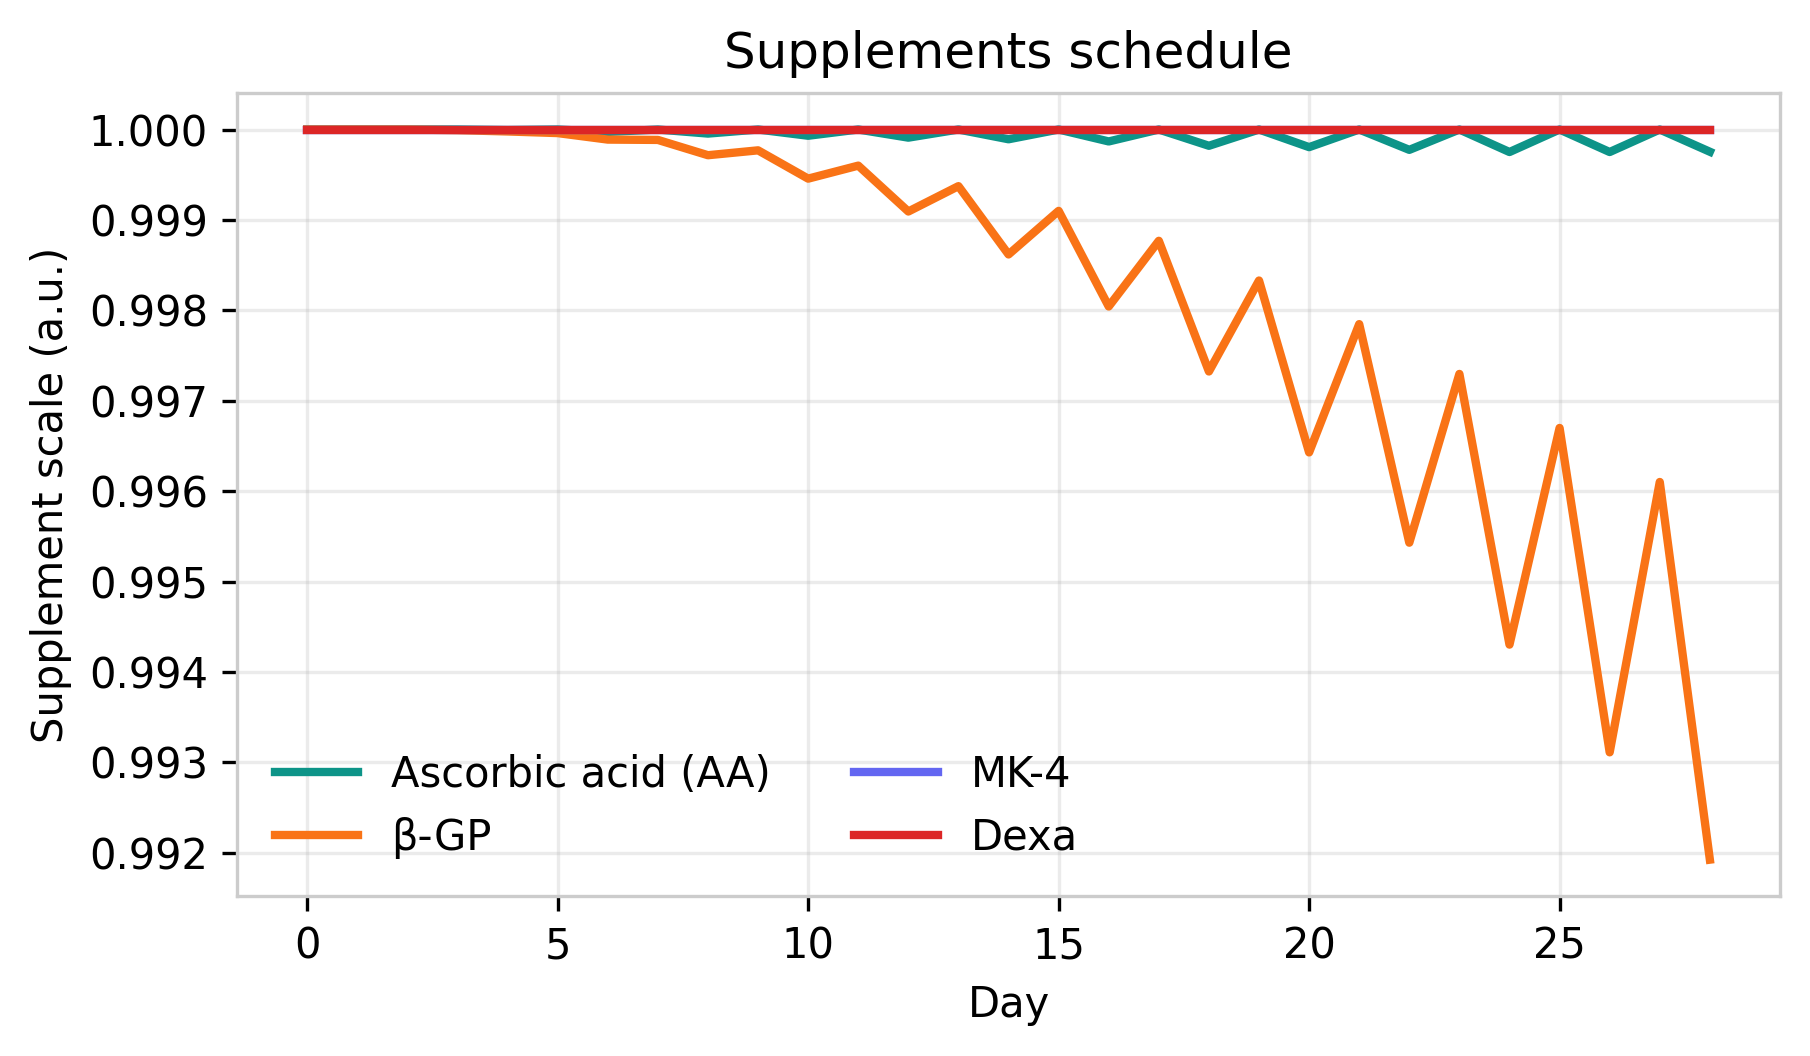 Supplements schedule
Supplement scale (a.u.)
1.000
0.999
0.998
0.997
0.996
0.995
0.994
0.993
0.992
Ascorbic acid (AA)
β-GP
MK-4
Dexa
0 5 10 15 20 25
Day